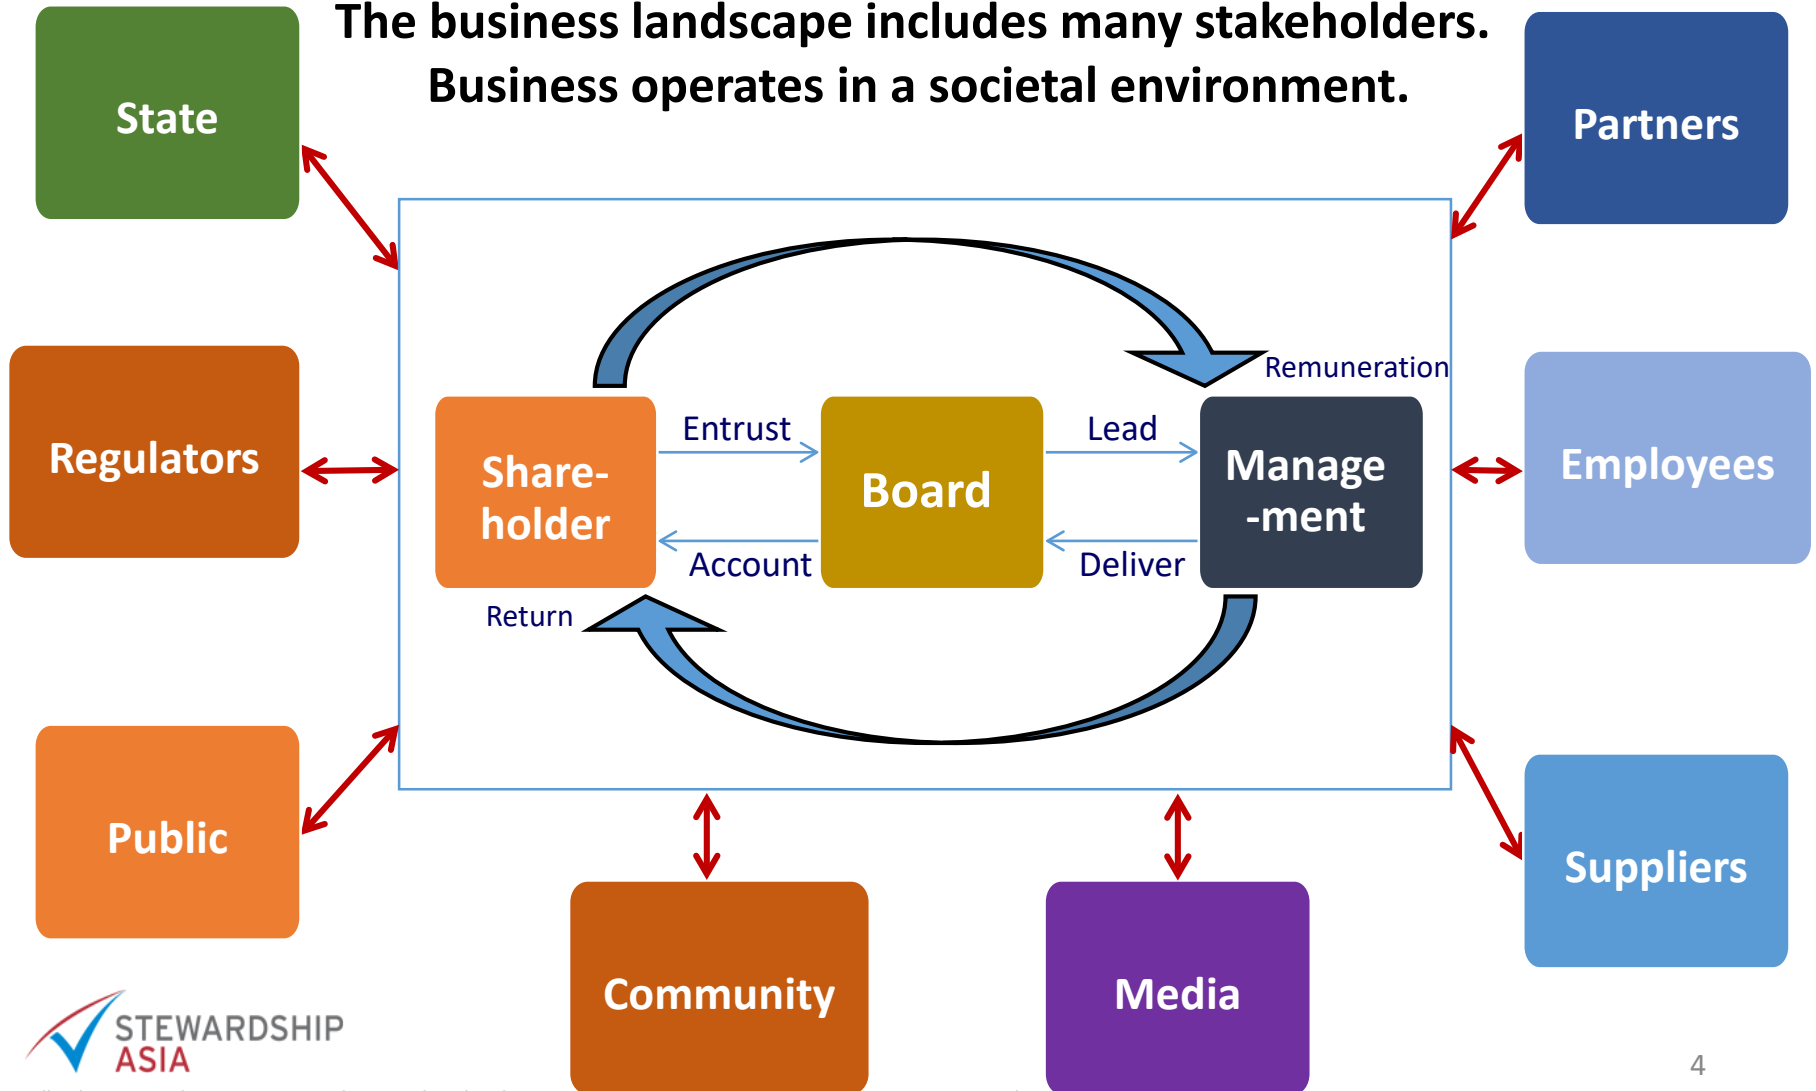 The business landscape includes many stakeholders.
Business operates in a societal environment.
State
Partners
Remuneration
Entrust
Lead
Regulators
Share-
holder
Board
Manage
-ment
Employees
Account
Deliver
Return
Public
Suppliers
Community
Media
STEWARDSHIP
ASIA
4